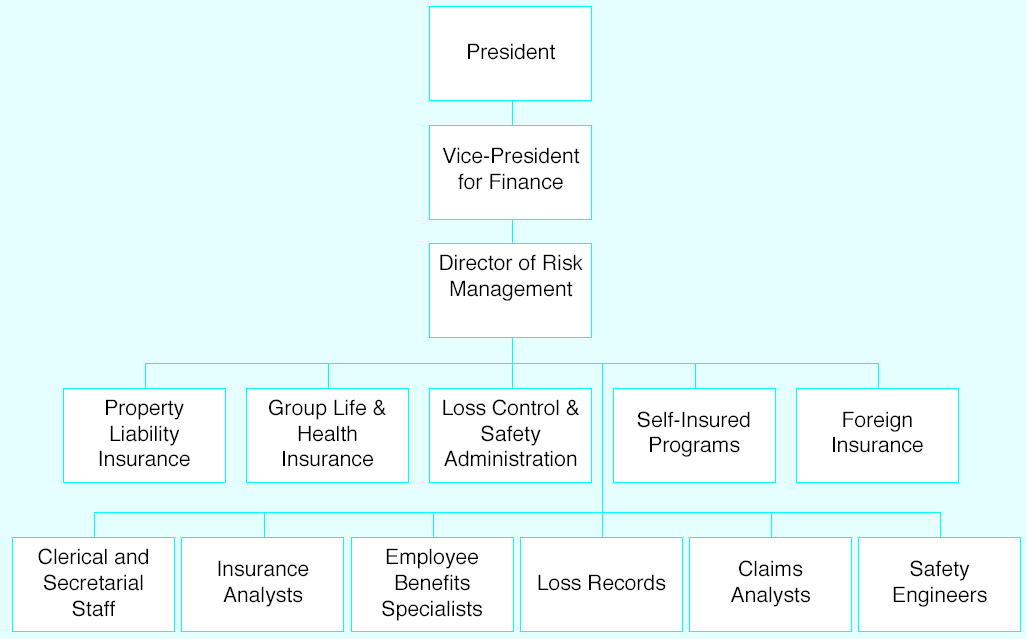 President
Vice-President
for Finance
Director of Risk
Management
Property
Liability
Insurance
Group Life &
Health
Insurance
Loss Control &
Safety
Administration
Self-Insured
Programs
Foreign
Insurance
Clerical and
Secretarial
Staff
Insurance
Analysts
Employee
Benefits
Specialists
Loss Records
Claims
Analysts
Safety
Engineers